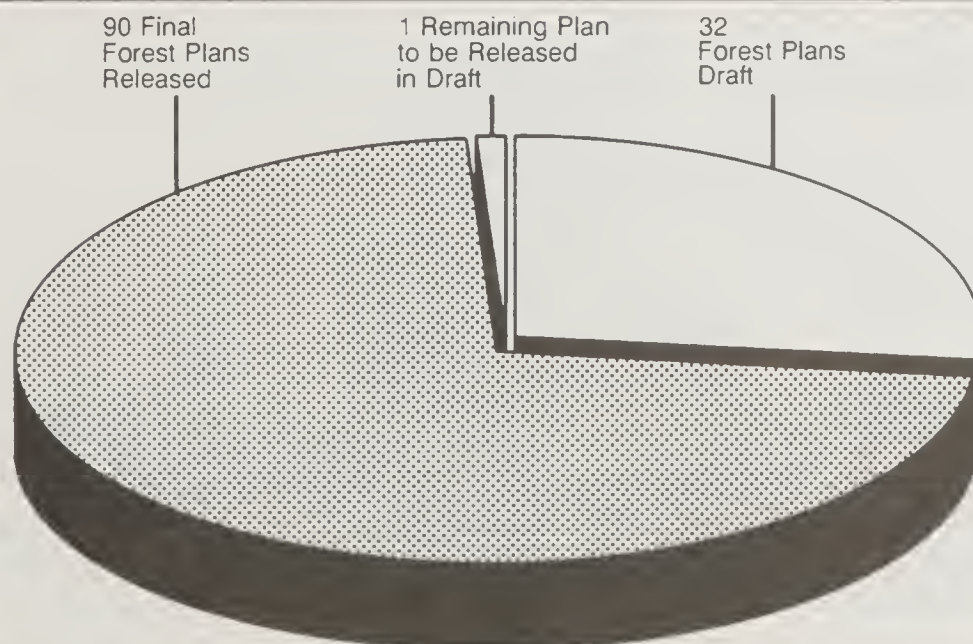 90 Final
Forest Plans
Released
1 Remaining Plan
to be Released
in Draft
32
Forest Plans
Draft